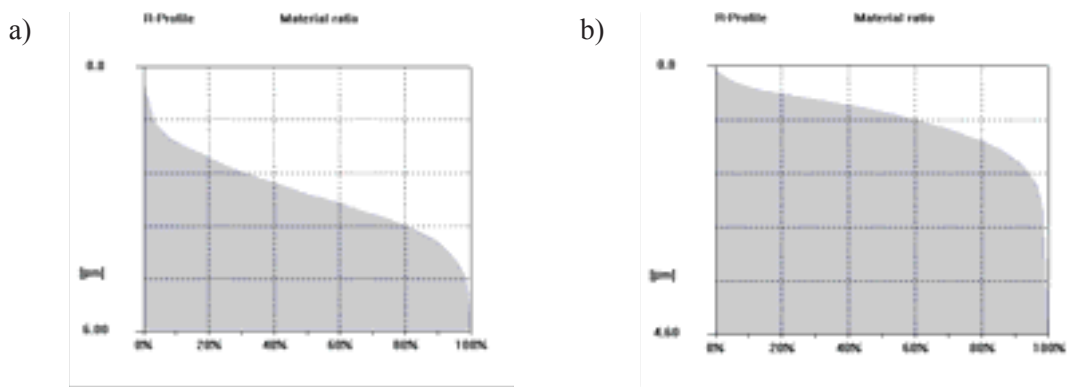 a)
R-Profile Material ratio
0.0
[µm]
6.00
0% 20% 40% 60% 80% 100%
b)
R-Profile Material ratio
0.0
[µm]
4.60
0% 20% 40% 60% 80% 100%